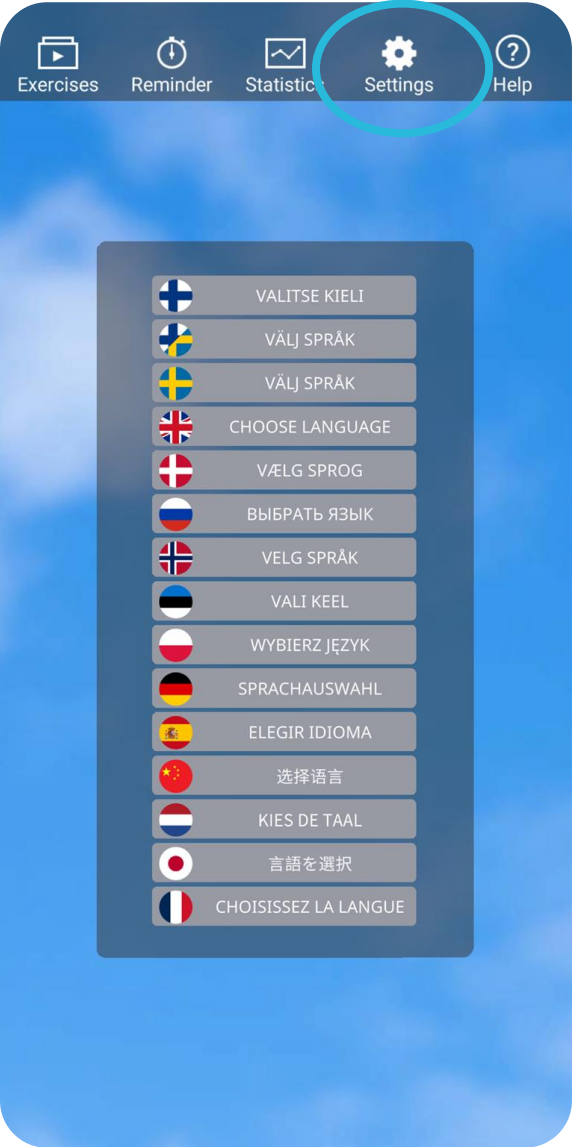 Exercises Reminder Statistics Settings Help
VALITSE KIELI
VÄLJ SPRÅK
VÄLJ SPRÅK
CHOOSE LANGUAGE
VÆLG SPROG
ВЫБРАТЬ ЯЗЫК
VELG SPRÅK
VALI KEEL
WYBIERZ JĘZYK
SPRACHAUSWAHL
ELEGIR IDIOMA
选择语言
KIES DE TAAL
言語を選択
CHOISISSEZ LA LANGUE